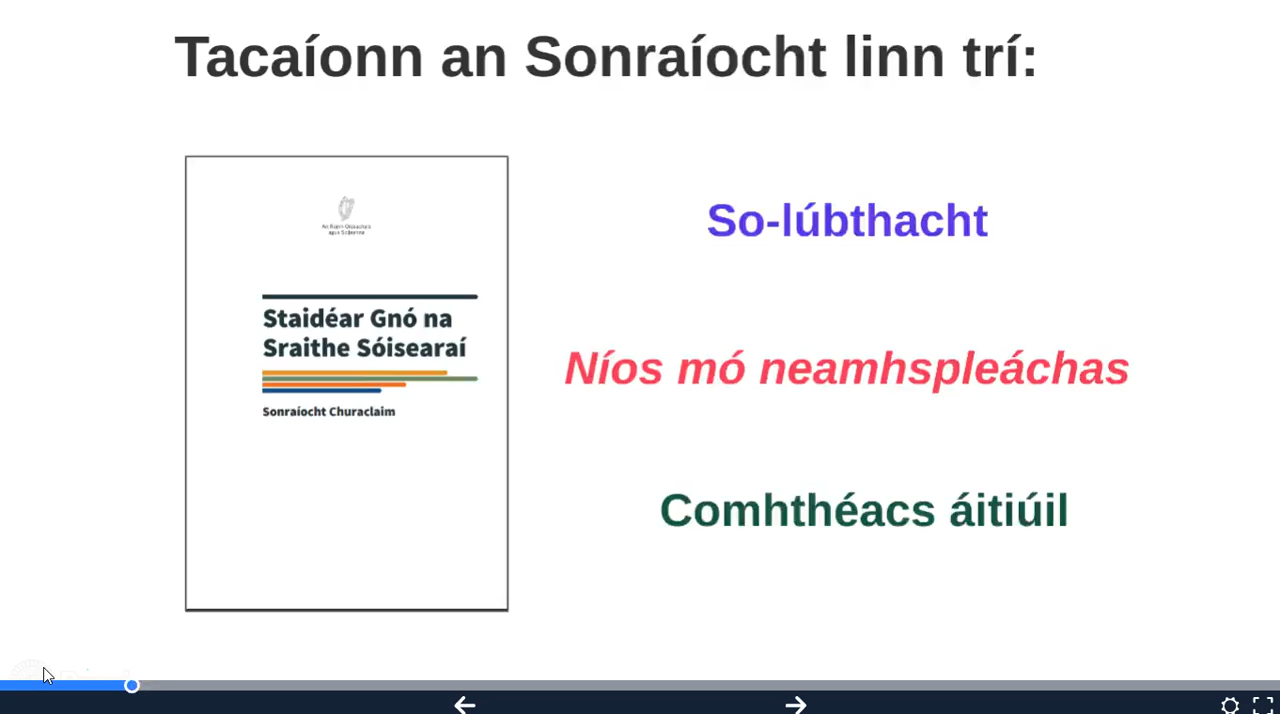 Tacaíonn an Sonraíocht linn trí:
So-lúbthacht
Staidéar Gnó na
Sraithe Sóisearaí
Níos mó neamhspleáchas
Sonraíocht Churaclaim
Comhthéacs áitiúil